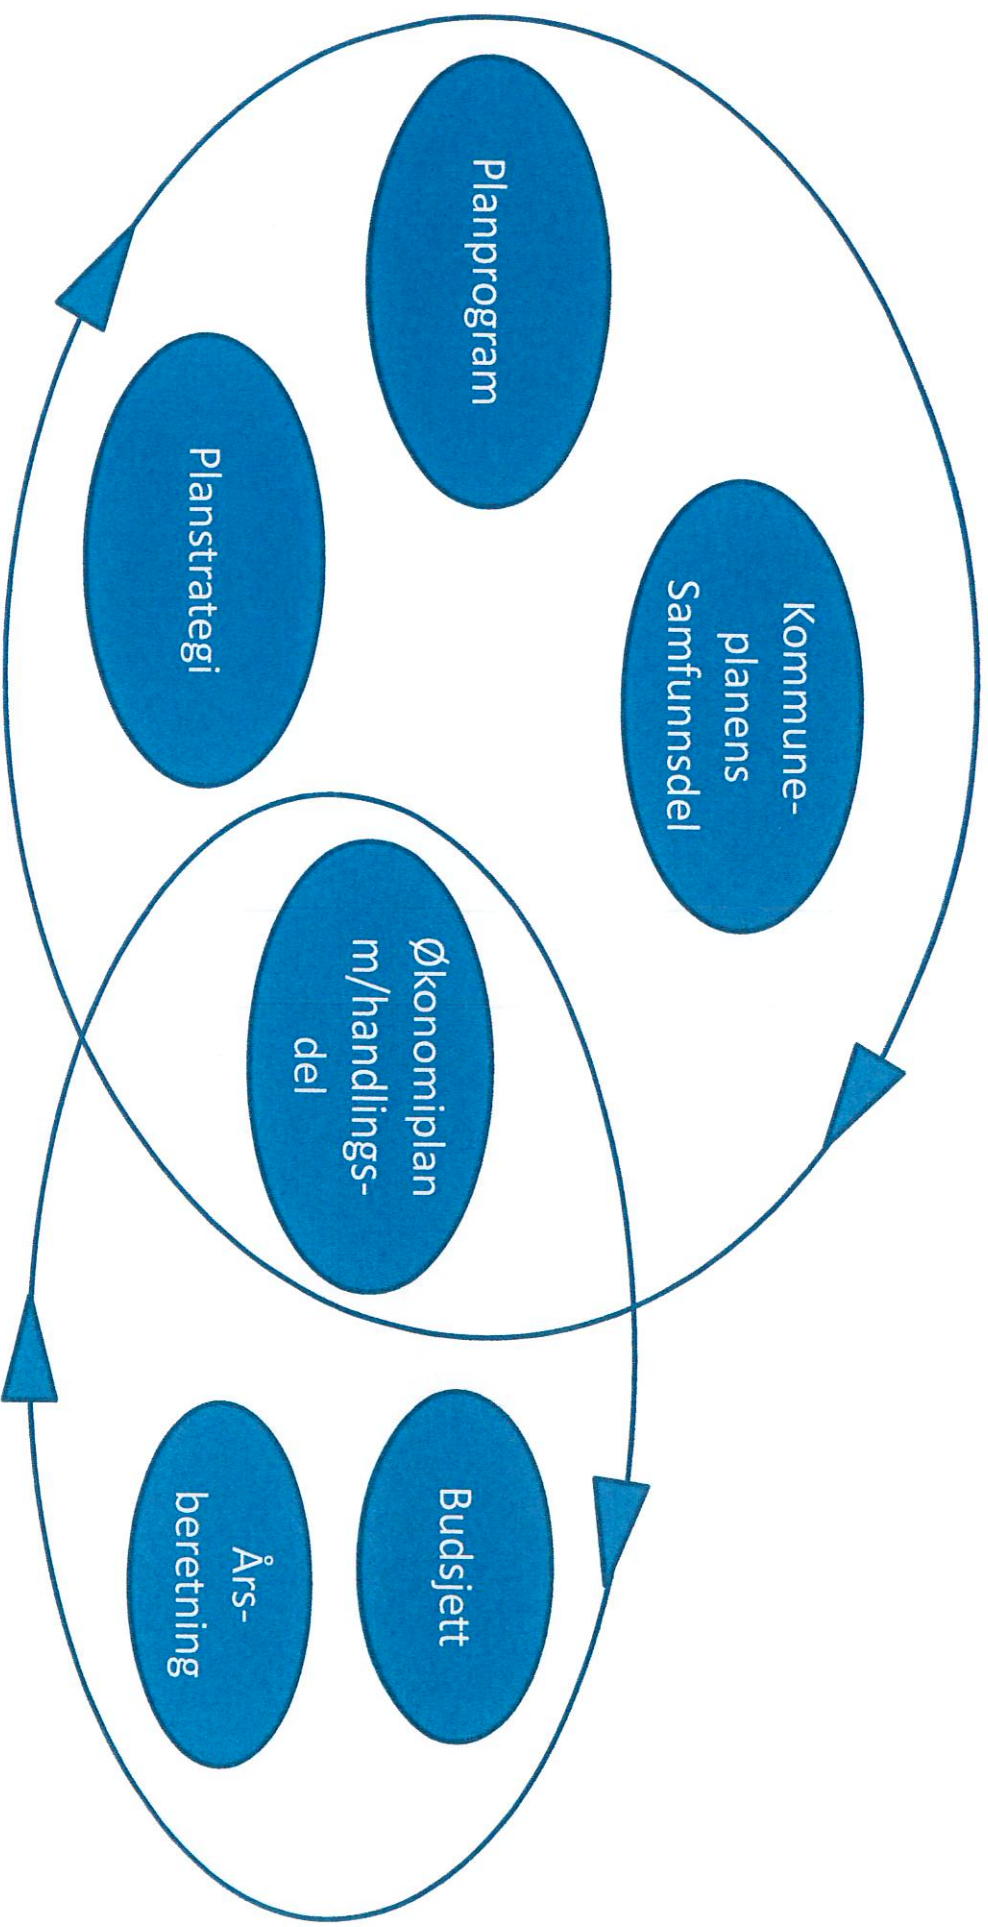 Kommune-
planens
Samfunnsdel
Planprogram
Økonomiplan
m/handlings-
del
Planstrategi
Budsjett
Års-
beretning